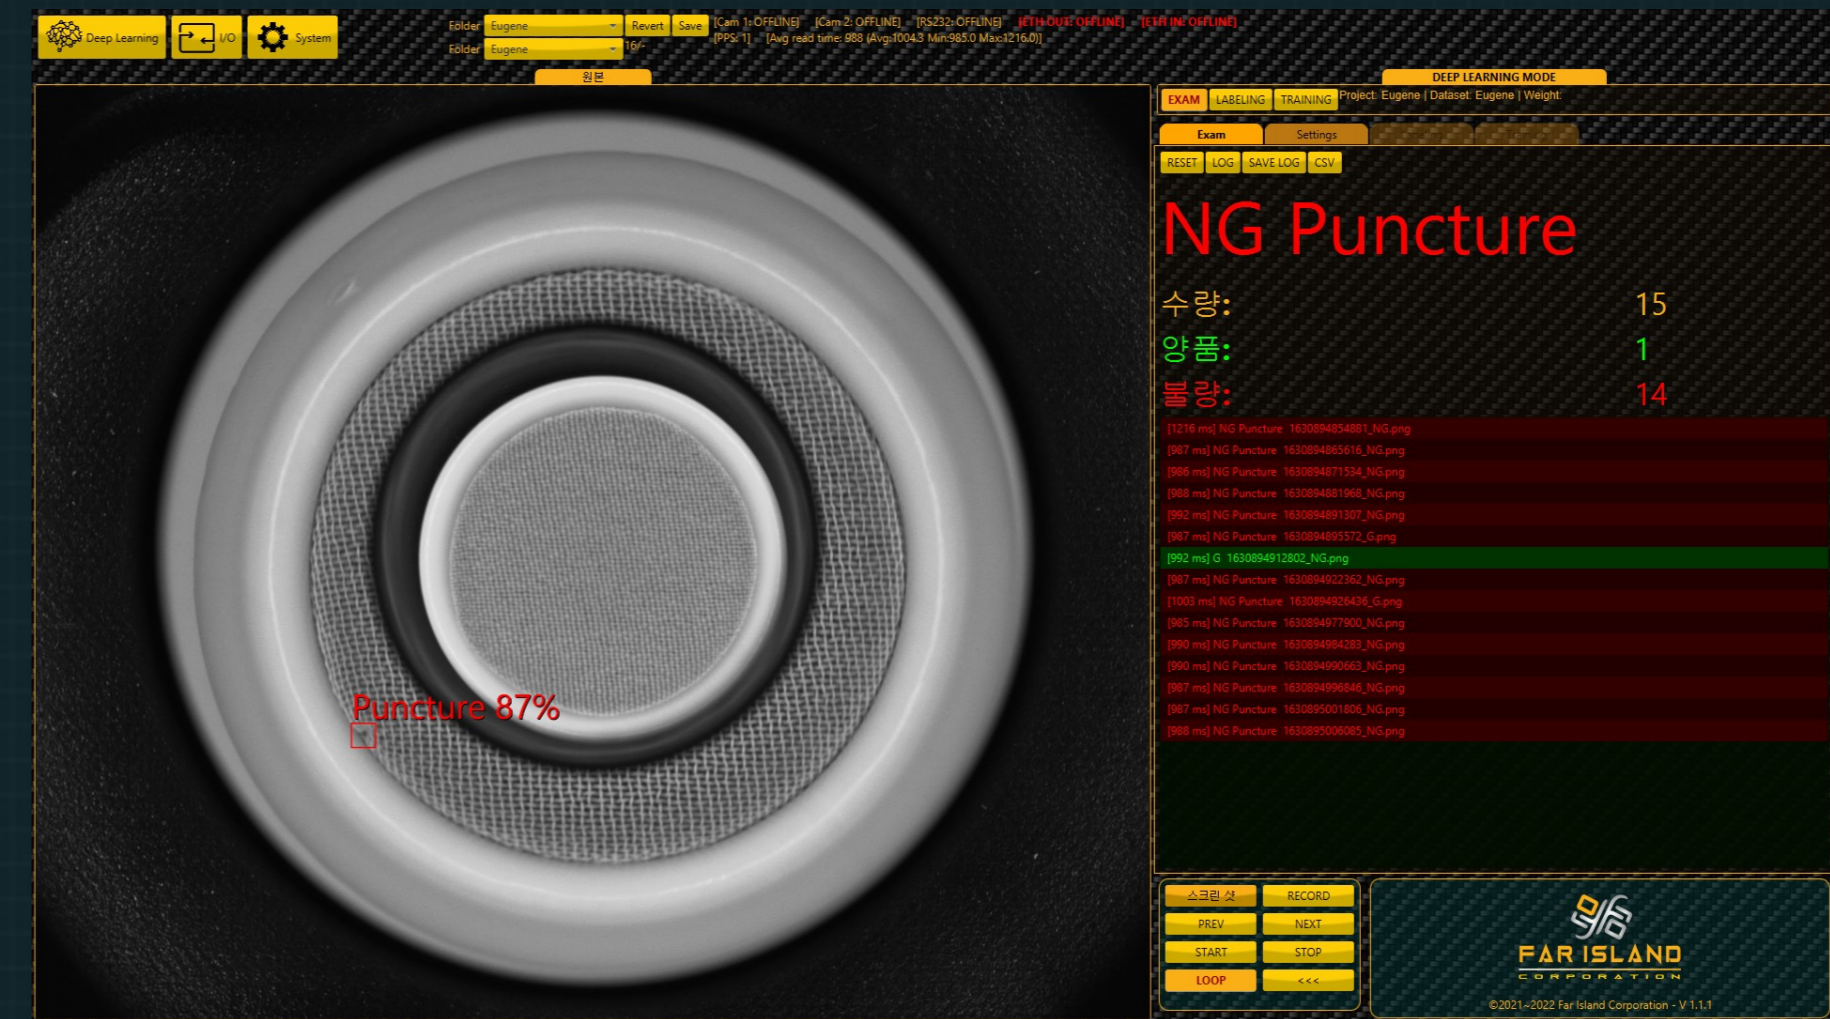 Deep Learning
I/O
System
Folder Eugene Revert Save
Folder Eugene 16/-
[Cam 1: OFFLINE] [Cam 2: OFFLINE] [RS232: OFFLINE] [ETH OUT: OFFLINE] [ETH IN: OFFLINE]
[PPS: 1] [Avg read time: 988 (Avg:1004.3 Min:985.0 Max:1216.0)]
원본
Puncture 87%
DEEP LEARNING MODE
EXAM LABELING TRAINING Project: Eugene | Dataset: Eugene | Weight:
Exam Settings
RESET LOG SAVE LOG CSV
NG Puncture
수량: 15
양품: 1
불량: 14
[1216 ms] NG Puncture 1630894854881_NG.png
[987 ms] NG Puncture 1630894865616_NG.png
[986 ms] NG Puncture 1630894871534_NG.png
[988 ms] NG Puncture 1630894881968_NG.png
[992 ms] NG Puncture 1630894891307_NG.png
[987 ms] NG Puncture 1630894895572_G.png
[992 ms] G 1630894912802_NG.png
[987 ms] NG Puncture 1630894922362_NG.png
[1003 ms] NG Puncture 1630894926436_G.png
[985 ms] NG Puncture 1630894977900_NG.png
[990 ms] NG Puncture 1630894984283_NG.png
[990 ms] NG Puncture 1630894990663_NG.png
[987 ms] NG Puncture 1630894996846_NG.png
[987 ms] NG Puncture 1630895001806_NG.png
[988 ms] NG Puncture 1630895006085_NG.png
스크린 샷 RECORD
PREV NEXT
START STOP
LOOP <<<
FAR ISLAND
CORPORATION
©2021~2022 Far Island Corporation - V 1.1.1